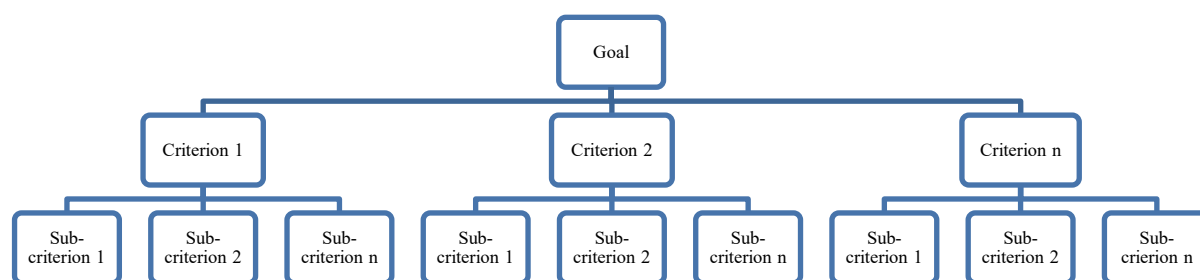 Goal
Criterion 1
Criterion 2
Criterion n
Sub-
criterion 1
Sub-
criterion 2
Sub-
criterion n
Sub-
criterion 1
Sub-
criterion 2
Sub-
criterion n
Sub-
criterion 1
Sub-
criterion 2
Sub-
criterion n